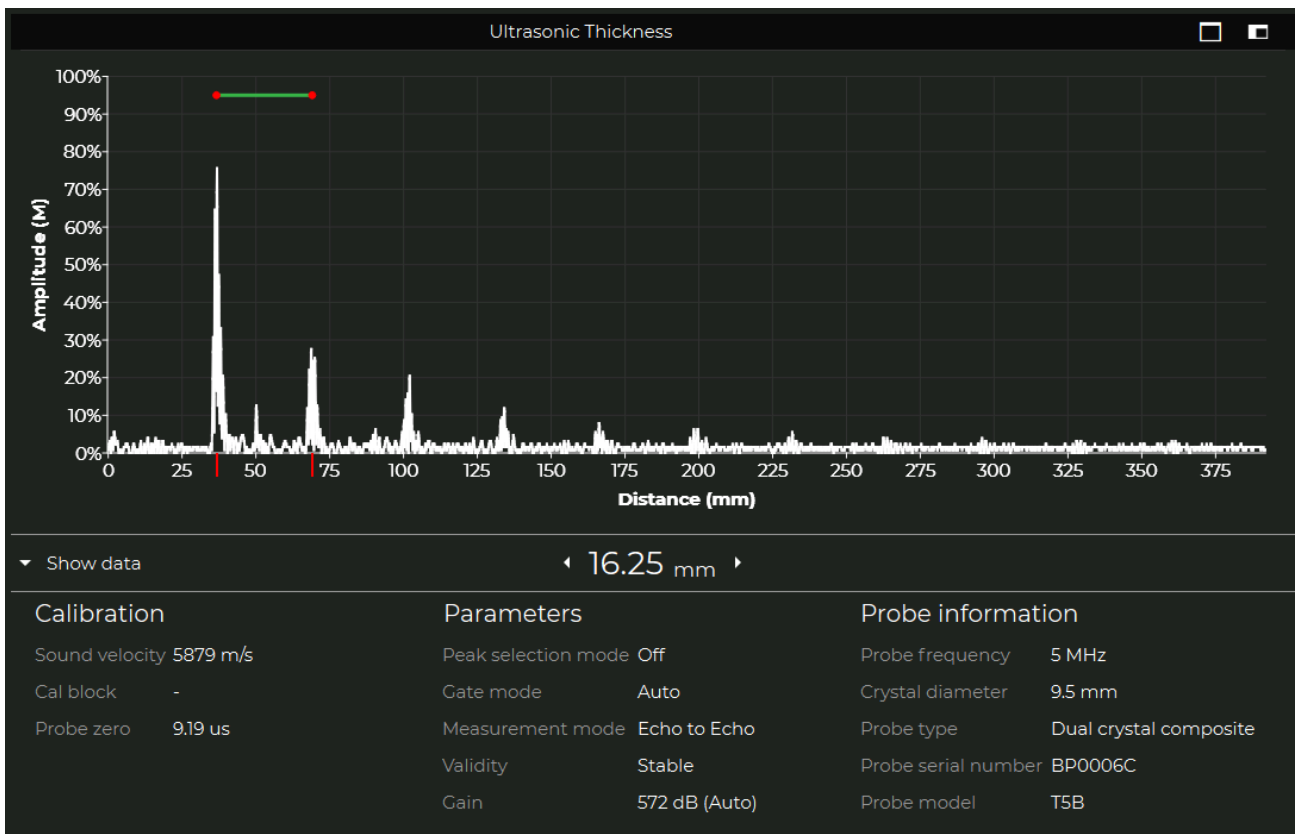 Ultrasonic Thickness
100%
90%
80%
70%
60%
50%
40%
30%
20%
10%
0%
Amplitude (M)
0 25 50 75 100 125 150 175 200 225 250 275 300 325 350 375
Distance (mm)
Show data
16.25 mm
Calibration
Sound velocity 5879 m/s
Cal block -
Probe zero 9.19 us
Parameters
Peak selection mode Off
Gate mode Auto
Measurement mode Echo to Echo
Validity Stable
Gain 572 dB (Auto)
Probe information
Probe frequency 5 MHz
Crystal diameter 9.5 mm
Probe type Dual crystal composite
Probe serial number BP0006C
Probe model T5B